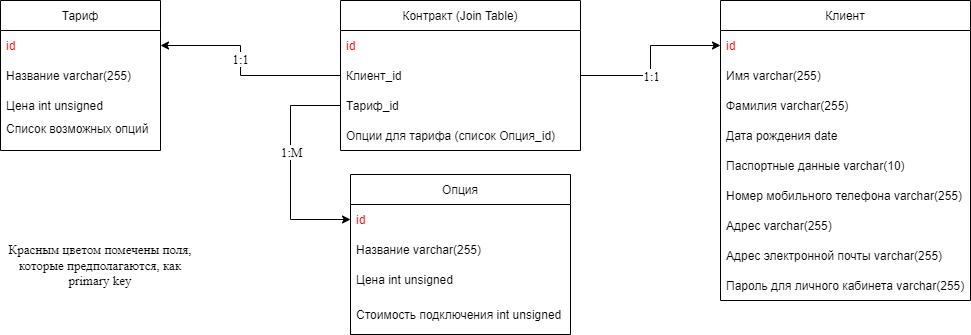 Тариф
id
Название varchar(255)
Цена int unsigned
Список возможных опций
1:1
Контракт (Join Table)
id
Клиент_id
Тариф_id
Опции для тарифа (список Опция_id)
1:1
1:M
Клиент
id
Имя varchar(255)
Фамилия varchar(255)
Дата рождения date
Паспортные данные varchar(10)
Номер мобильного телефона varchar(255)
Адрес varchar(255)
Адрес электронной почты varchar(255)
Пароль для личного кабинета varchar(255)
Опция
id
Название varchar(255)
Цена int unsigned
Стоимость подключения int unsigned
Красным цветом помечены поля,
которые предполагаются, как
primary key